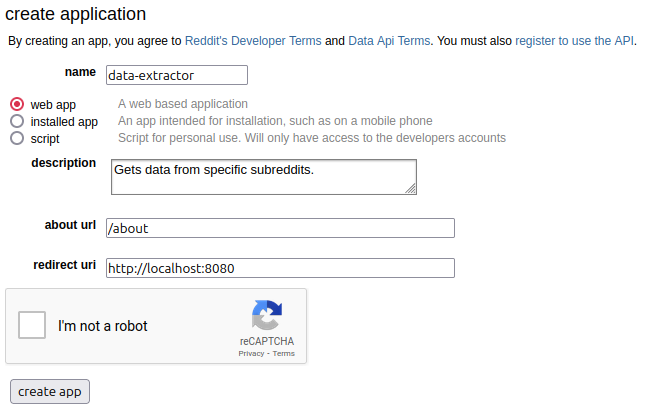 create application
By creating an app, you agree to Reddit's Developer Terms and Data Api Terms. You must also register to use the API.
name data-extractor
web app A web based application
installed app An app intended for installation, such as on a mobile phone
script Script for personal use. Will only have access to the developers accounts
description Gets data from specific subreddits.
about url /about
redirect uri http://localhost:8080
I'm not a robot
reCAPTCHA
Privacy - Terms
create app